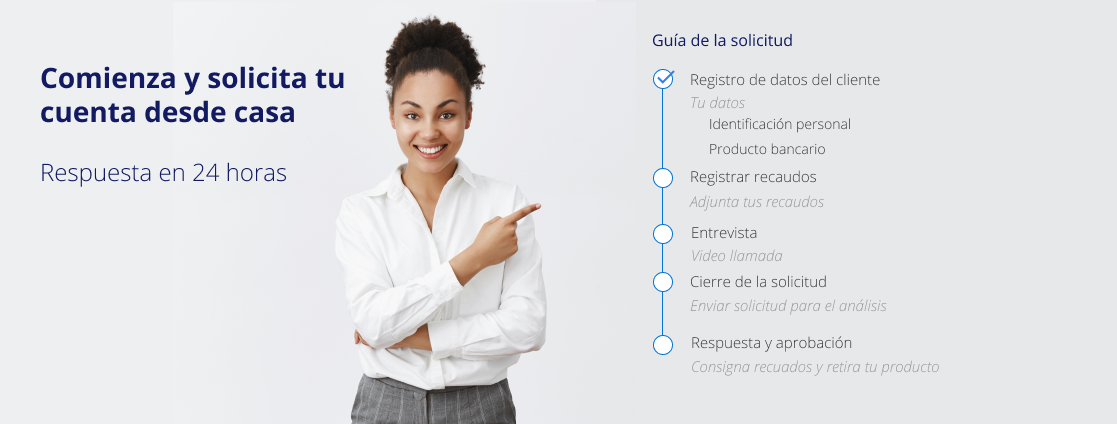 Comienza y solicita tu
cuenta desde casa
Respuesta en 24 horas
Guía de la solicitud
Registro de datos del cliente
Tu datos
Identificación personal
Producto bancario
Registrar recaudos
Adjunta tus recaudos
Entrevista
Video llamada
Cierre de la solicitud
Enviar solicitud para el análisis
Respuesta y aprobación
Consigna recuados y retira tu producto